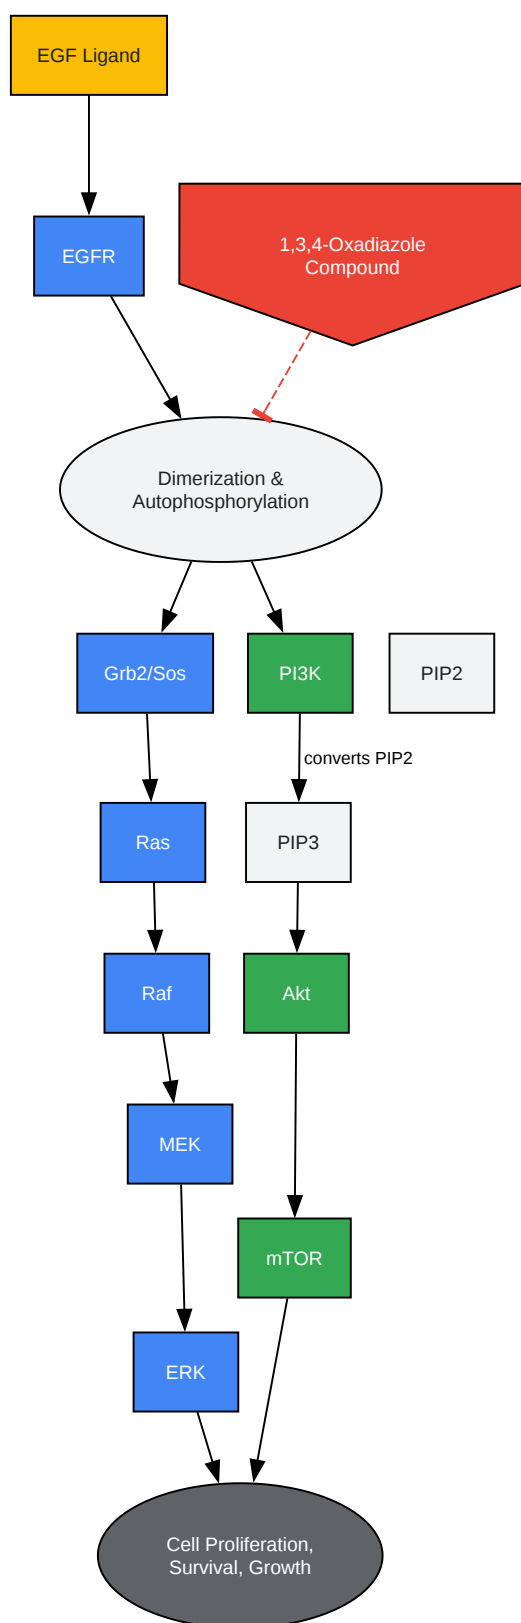 EGF Ligand
EGFR
1,3,4-Oxadiazole
Compound
Dimerization &
Autophosphorylation
Grb2/Sos
PI3K
PIP2
converts PIP2
Ras
PIP3
Raf
Akt
MEK
mTOR
ERK
Cell Proliferation,
Survival, Growth